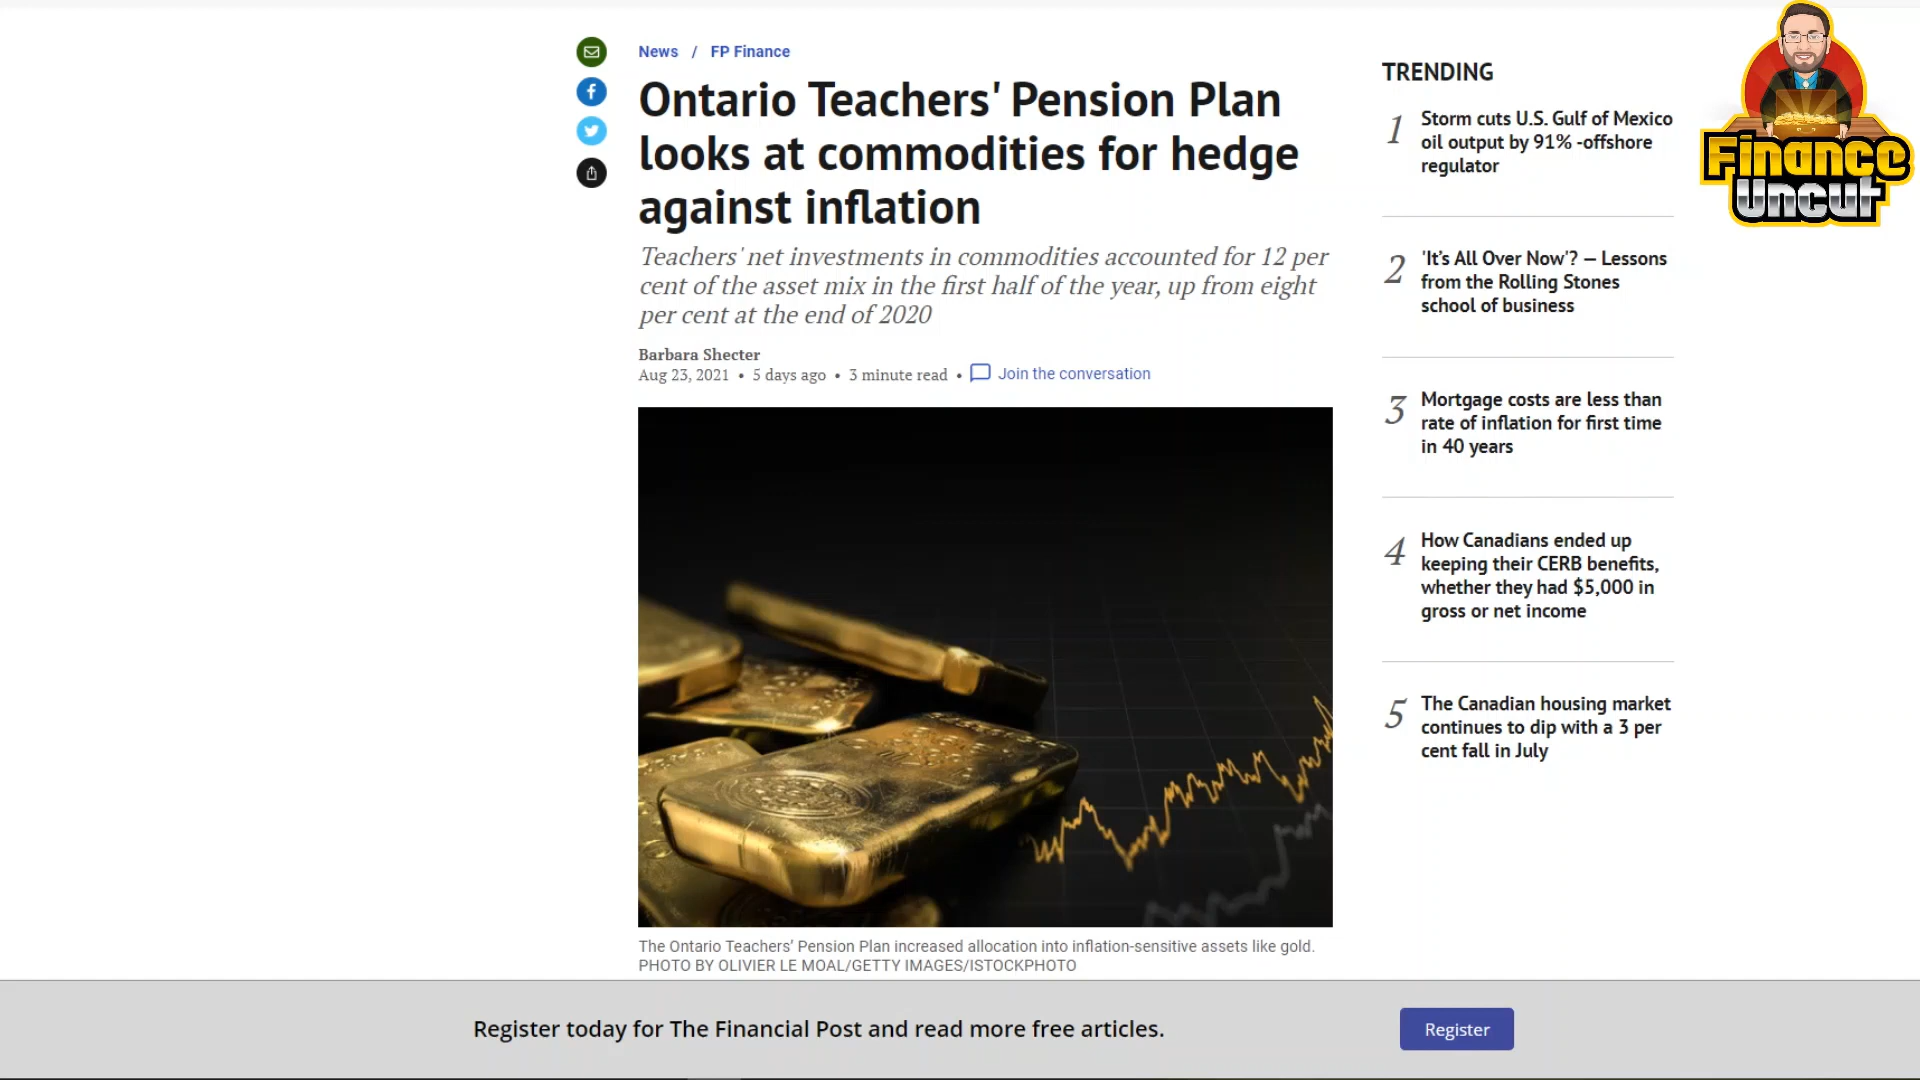 News / FP Finance
Ontario Teachers' Pension Plan
looks at commodities for hedge
against inflation
Teachers' net investments in commodities accounted for 12 per
cent of the asset mix in the first half of the year, up from eight
per cent at the end of 2020
Barbara Shecter
Aug 23, 2021 • 5 days ago • 3 minute read • Join the conversation
The Ontario Teachers’ Pension Plan increased allocation into inflation-sensitive assets like gold.
PHOTO BY OLIVIER LE MOAL/GETTY IMAGES/ISTOCKPHOTO
TRENDING
1
Storm cuts U.S. Gulf of Mexico
oil output by 91% -offshore
regulator
2
'It’s All Over Now'? — Lessons
from the Rolling Stones
school of business
3
Mortgage costs are less than
rate of inflation for first time
in 40 years
4
How Canadians ended up
keeping their CERB benefits,
whether they had $5,000 in
gross or net income
5
The Canadian housing market
continues to dip with a 3 per
cent fall in July
Finance
Uncut
Register today for The Financial Post and read more free articles.
Register